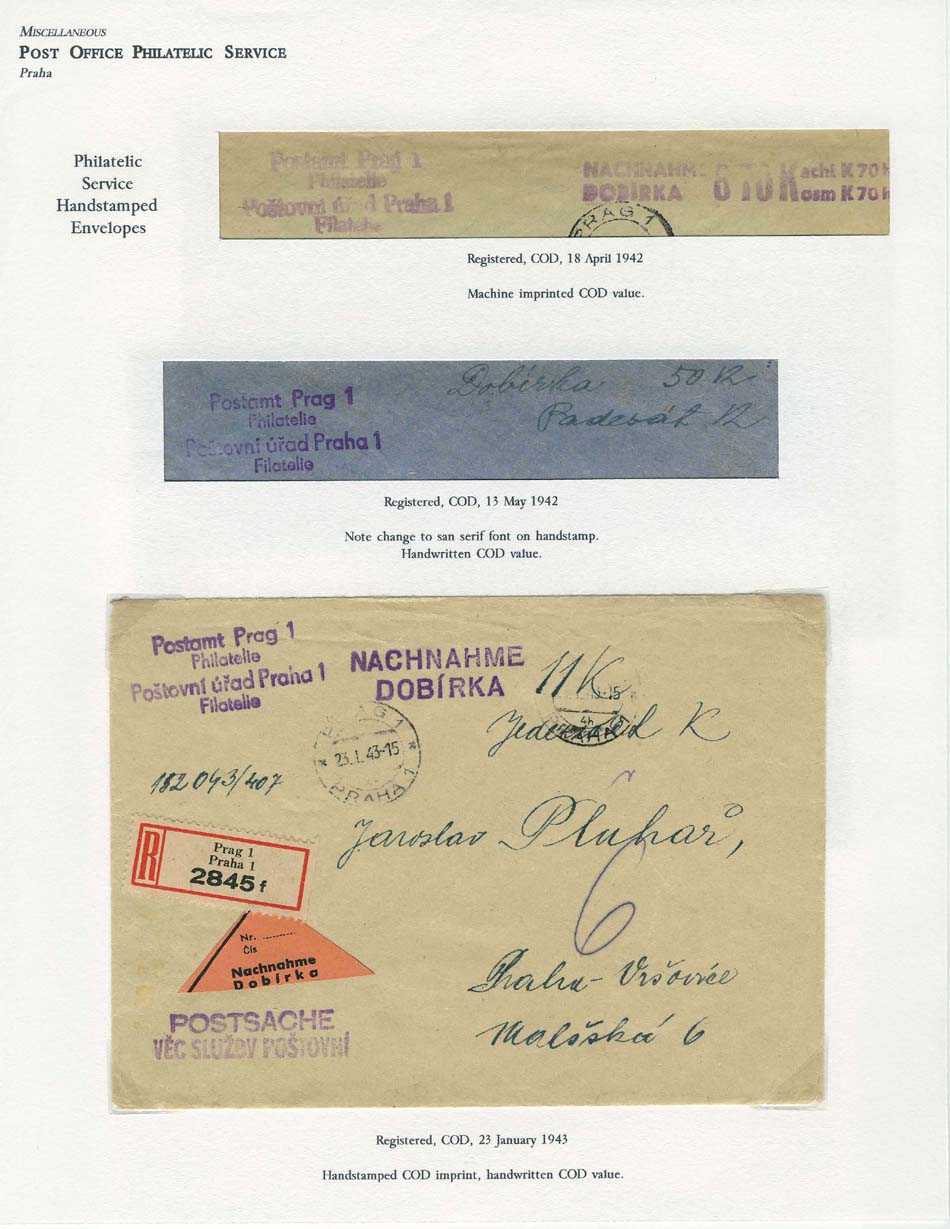 MISCELLANEOUS
POST OFFICE PHILATELIC SERVICE
Praha
Philatelic
Service
Handstamped
Envelopes
Postamt Prag 1
Philatelie
Poštovní úřad Praha 1
Filatelie
NACHNAHME
DOBÍRKA
8 70 K
acht K 70 h
osm K 70 h
PRAG 1
Registered, COD, 18 April 1942
Machine imprinted COD value.
Postamt Prag 1
Philatelie
Poštovní úřad Praha 1
Filatelie
Dobírka 50 K
Padesát K
Registered, COD, 13 May 1942
Note change to san serif font on handstamp.
Handwritten COD value.
Postamt Prag 1
Philatelie
Poštovní úřad Praha 1
Filatelie
NACHNAHME
DOBÍRKA
11 K
K
PRAG 1
23.I.43-15
PRAHA 1
182 043/407
Jaroslav Pluhař,
6
R
Prag 1
Praha 1
2845 f
Nr.
Čís
Nachnahme
Dobírka
Praha-Vršovice
Malšská 6
POSTSACHE
VĚC SLUŽBY POŠTOVNÍ
Registered, COD, 23 January 1943
Handstamped COD imprint, handwritten COD value.